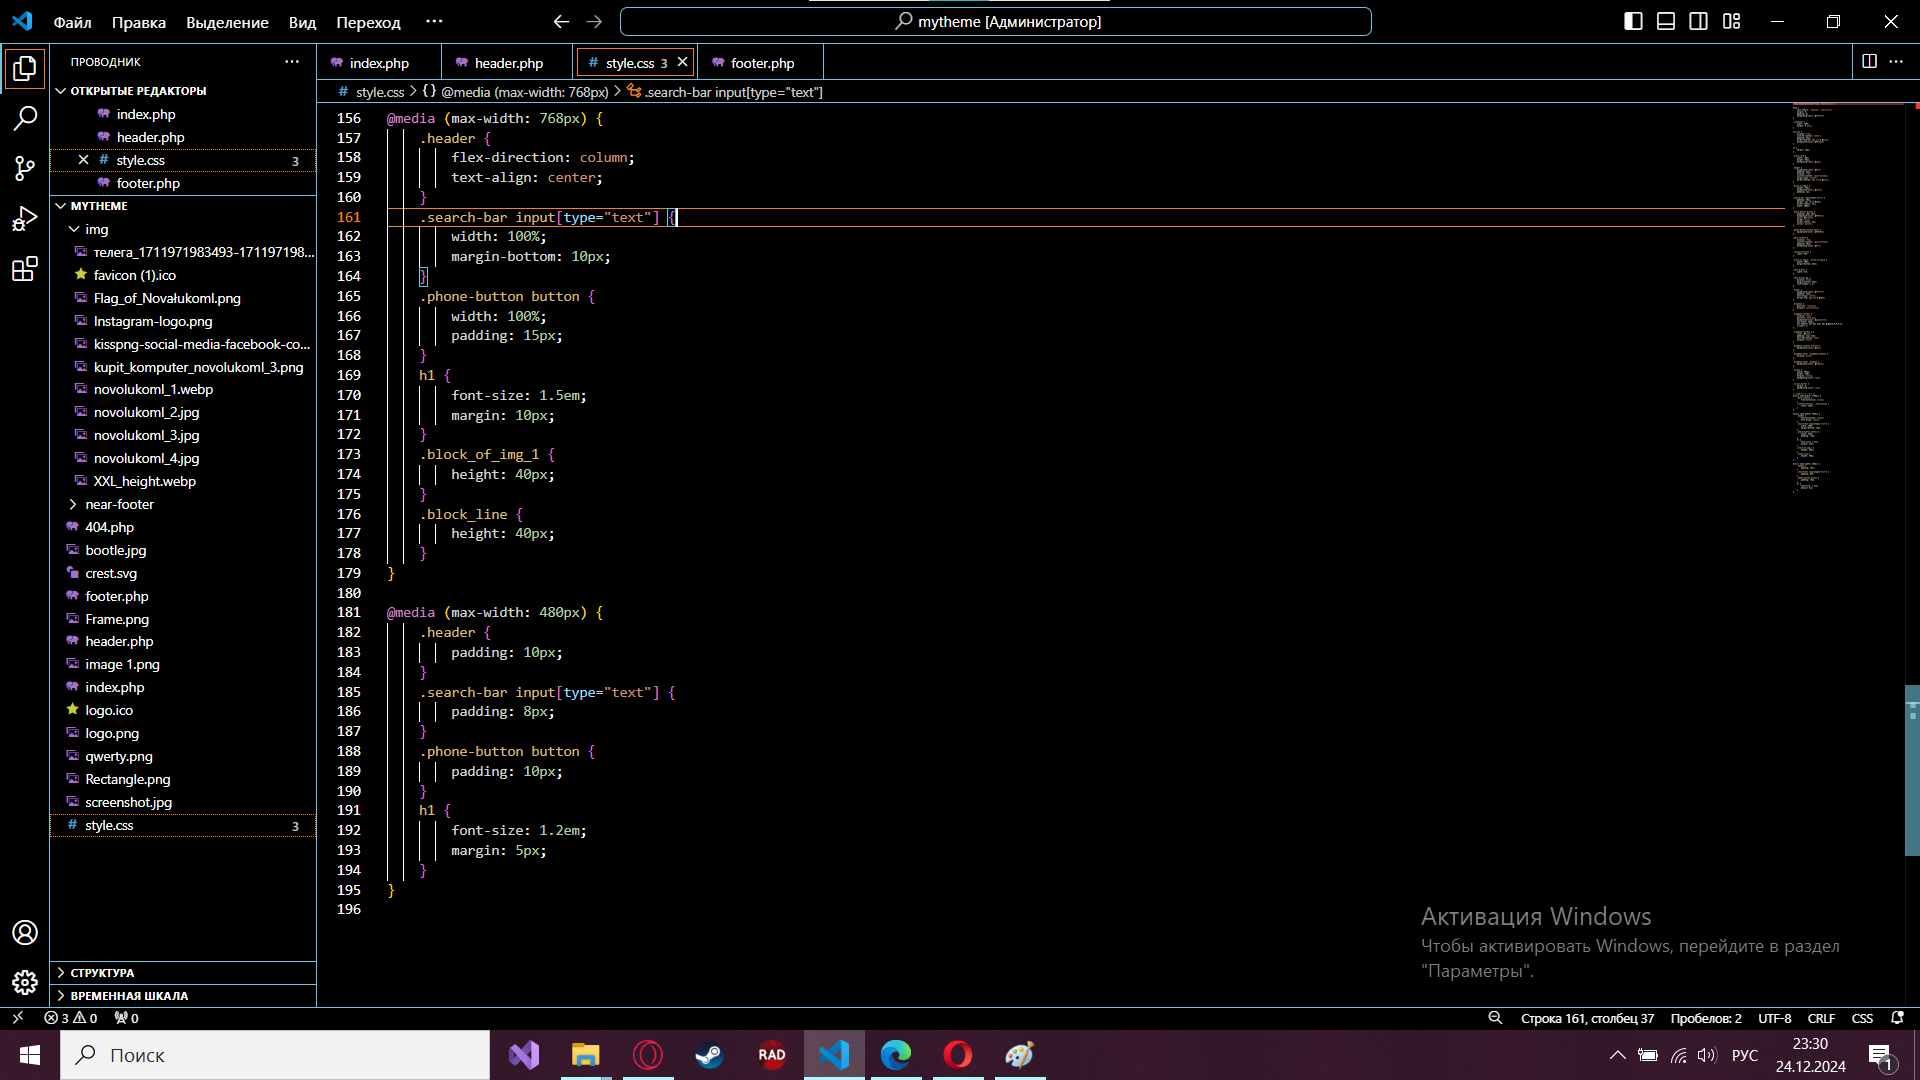 Файл Правка Выделение Вид Переход ···
mytheme [Администратор]
ПРОВОДНИК
ОТКРЫТЫЕ РЕДАКТОРЫ
index.php
header.php
style.css 3
footer.php
MYTHEME
img
телега_1711971983493-171197198...
favicon (1).ico
Flag_of_Novałukoml.png
Instagram-logo.png
kisspng-social-media-facebook-co...
kupit_komputer_novolukoml_3.png
novolukoml_1.webp
novolukoml_2.jpg
novolukoml_3.jpg
novolukoml_4.jpg
XXL_height.webp
near-footer
404.php
bootle.jpg
crest.svg
footer.php
Frame.png
header.php
image 1.png
index.php
logo.ico
logo.png
qwerty.png
Rectangle.png
screenshot.jpg
style.css 3
СТРУКТУРА
ВРЕМЕННАЯ ШКАЛА
index.php header.php # style.css 3 footer.php
# style.css > {} @media (max-width: 768px) > .search-bar input[type="text"]
156 @media (max-width: 768px) {
157 .header {
158 flex-direction: column;
159 text-align: center;
160 }
161 .search-bar input[type="text"] {
162 width: 100%;
163 margin-bottom: 10px;
164 }
165 .phone-button button {
166 width: 100%;
167 padding: 15px;
168 }
169 h1 {
170 font-size: 1.5em;
171 margin: 10px;
172 }
173 .block_of_img_1 {
174 height: 40px;
175 }
176 .block_line {
177 height: 40px;
178 }
179 }
180
181 @media (max-width: 480px) {
182 .header {
183 padding: 10px;
184 }
185 .search-bar input[type="text"] {
186 padding: 8px;
187 }
188 .phone-button button {
189 padding: 10px;
190 }
191 h1 {
192 font-size: 1.2em;
193 margin: 5px;
194 }
195 }
196
Активация Windows
Чтобы активировать Windows, перейдите в раздел
"Параметры".
3 0 0
Строка 161, столбец 37 Пробелов: 2 UTF-8 CRLF CSS
Поиск
RAD
РУС
23:30
24.12.2024
1